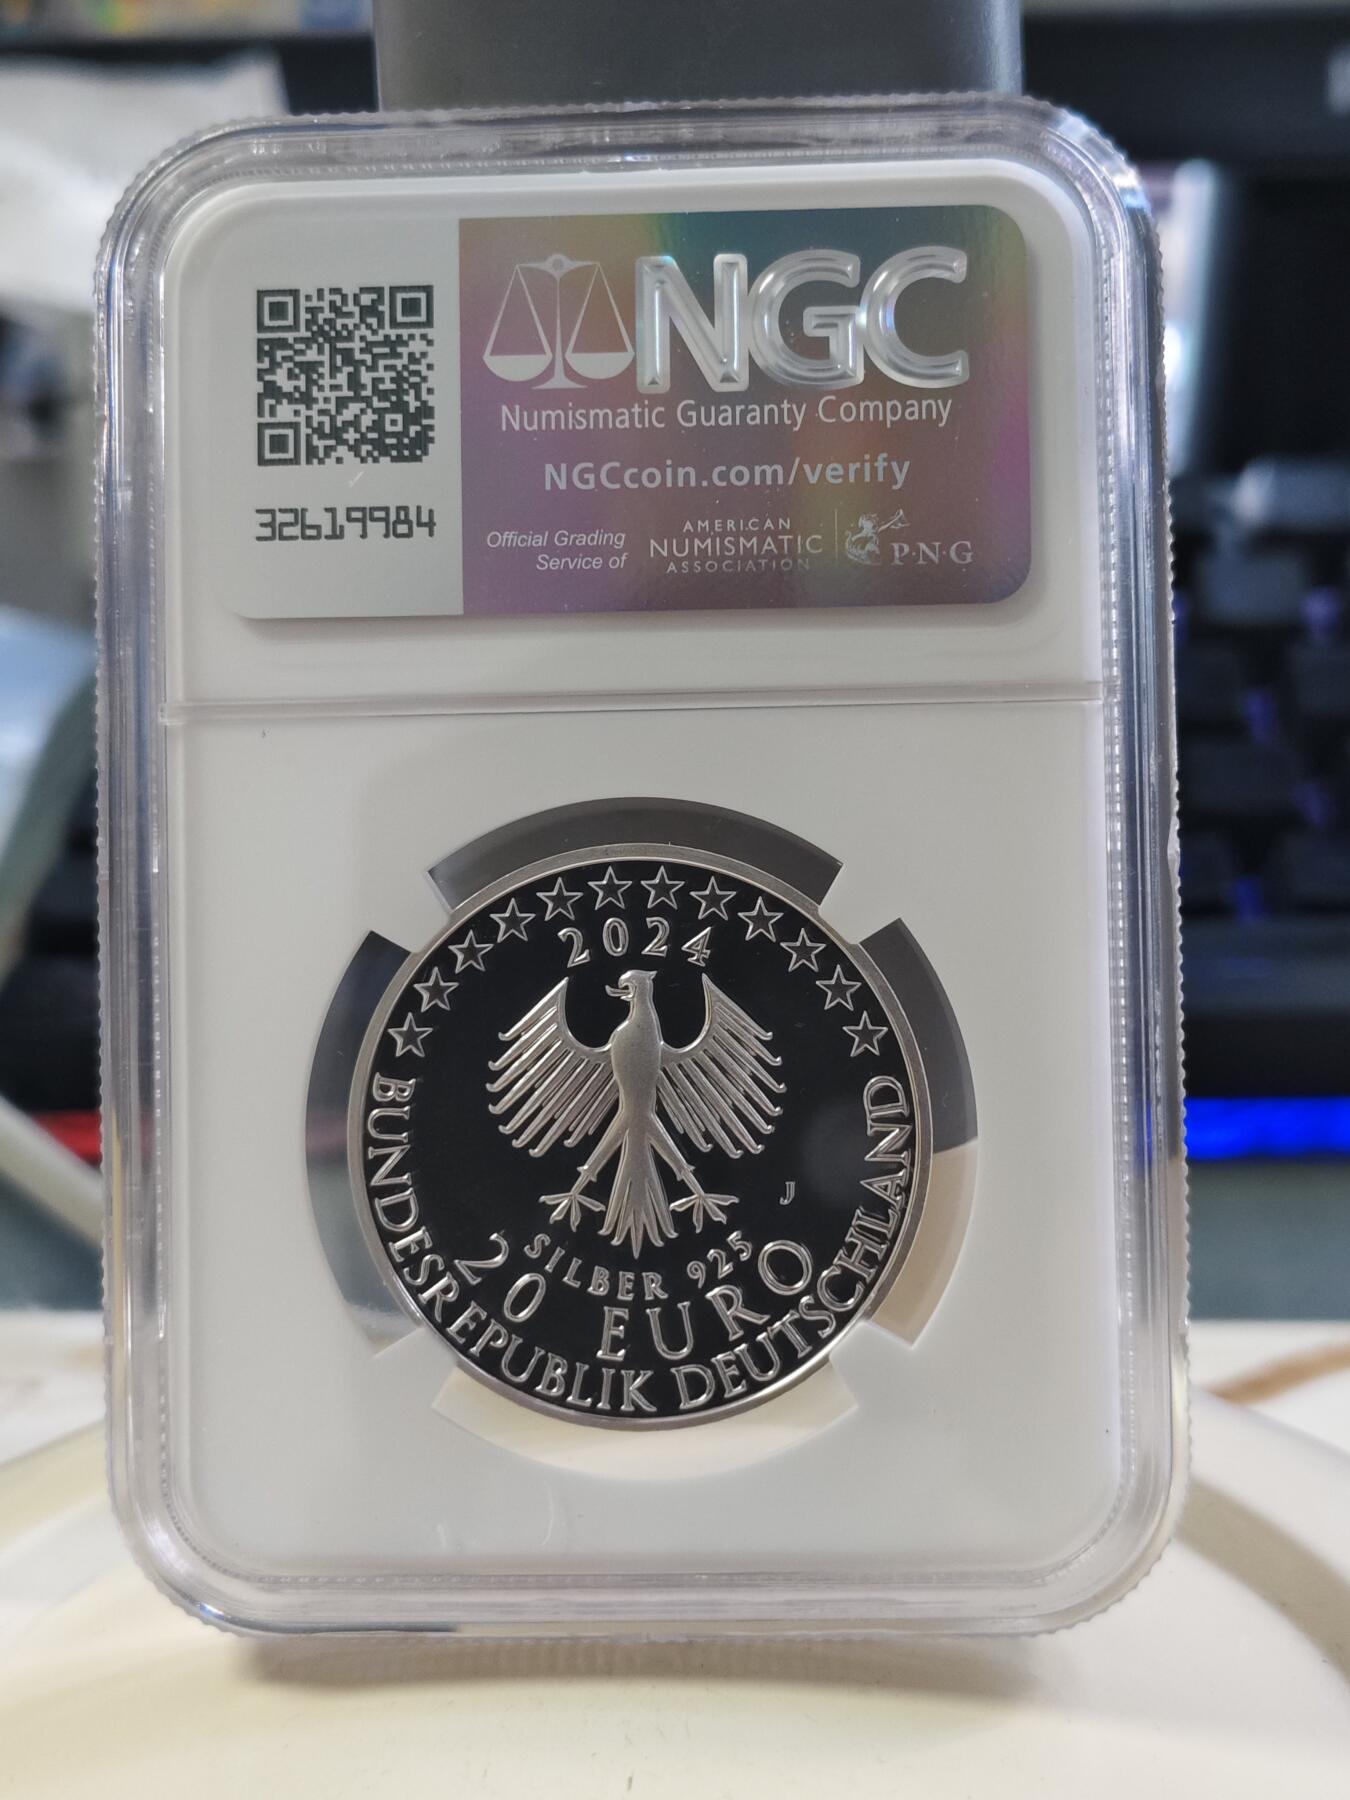 NGC
Numismatic Guaranty Company
NGCcoin.com/verify
32619984
Official Grading
Service of
AMERICAN
NUMISMATIC
ASSOCIATION
P·N·G
2024
J
SILBER 925
20 EURO
BUNDESREPUBLIK DEUTSCHLAND